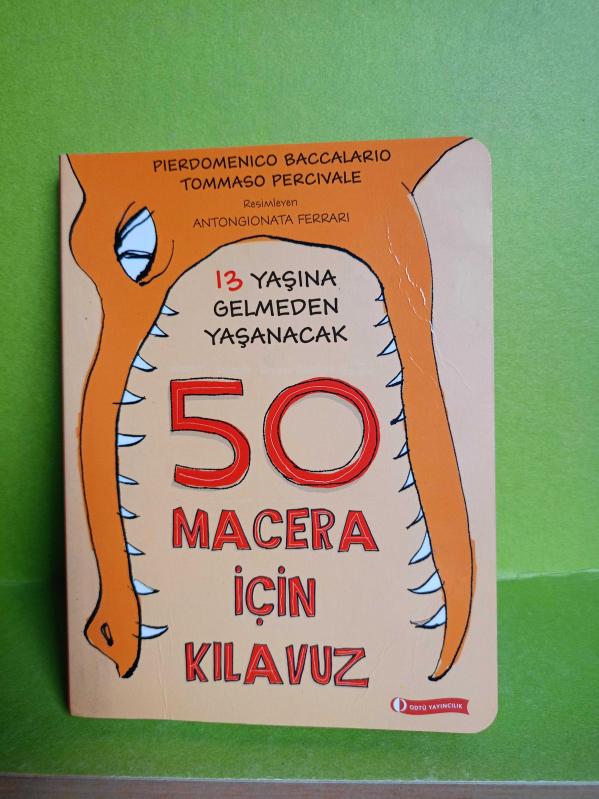 PIERDOMENICO BACCALARIO
TOMMASO PERCIVALE
Resimleyen
ANTONGIONATA FERRARI
13 YAŞINA
GELMEDEN
YAŞANACAK
50
MACERA
İÇİN
KILAVUZ
ODTÜ YAYINCILIK